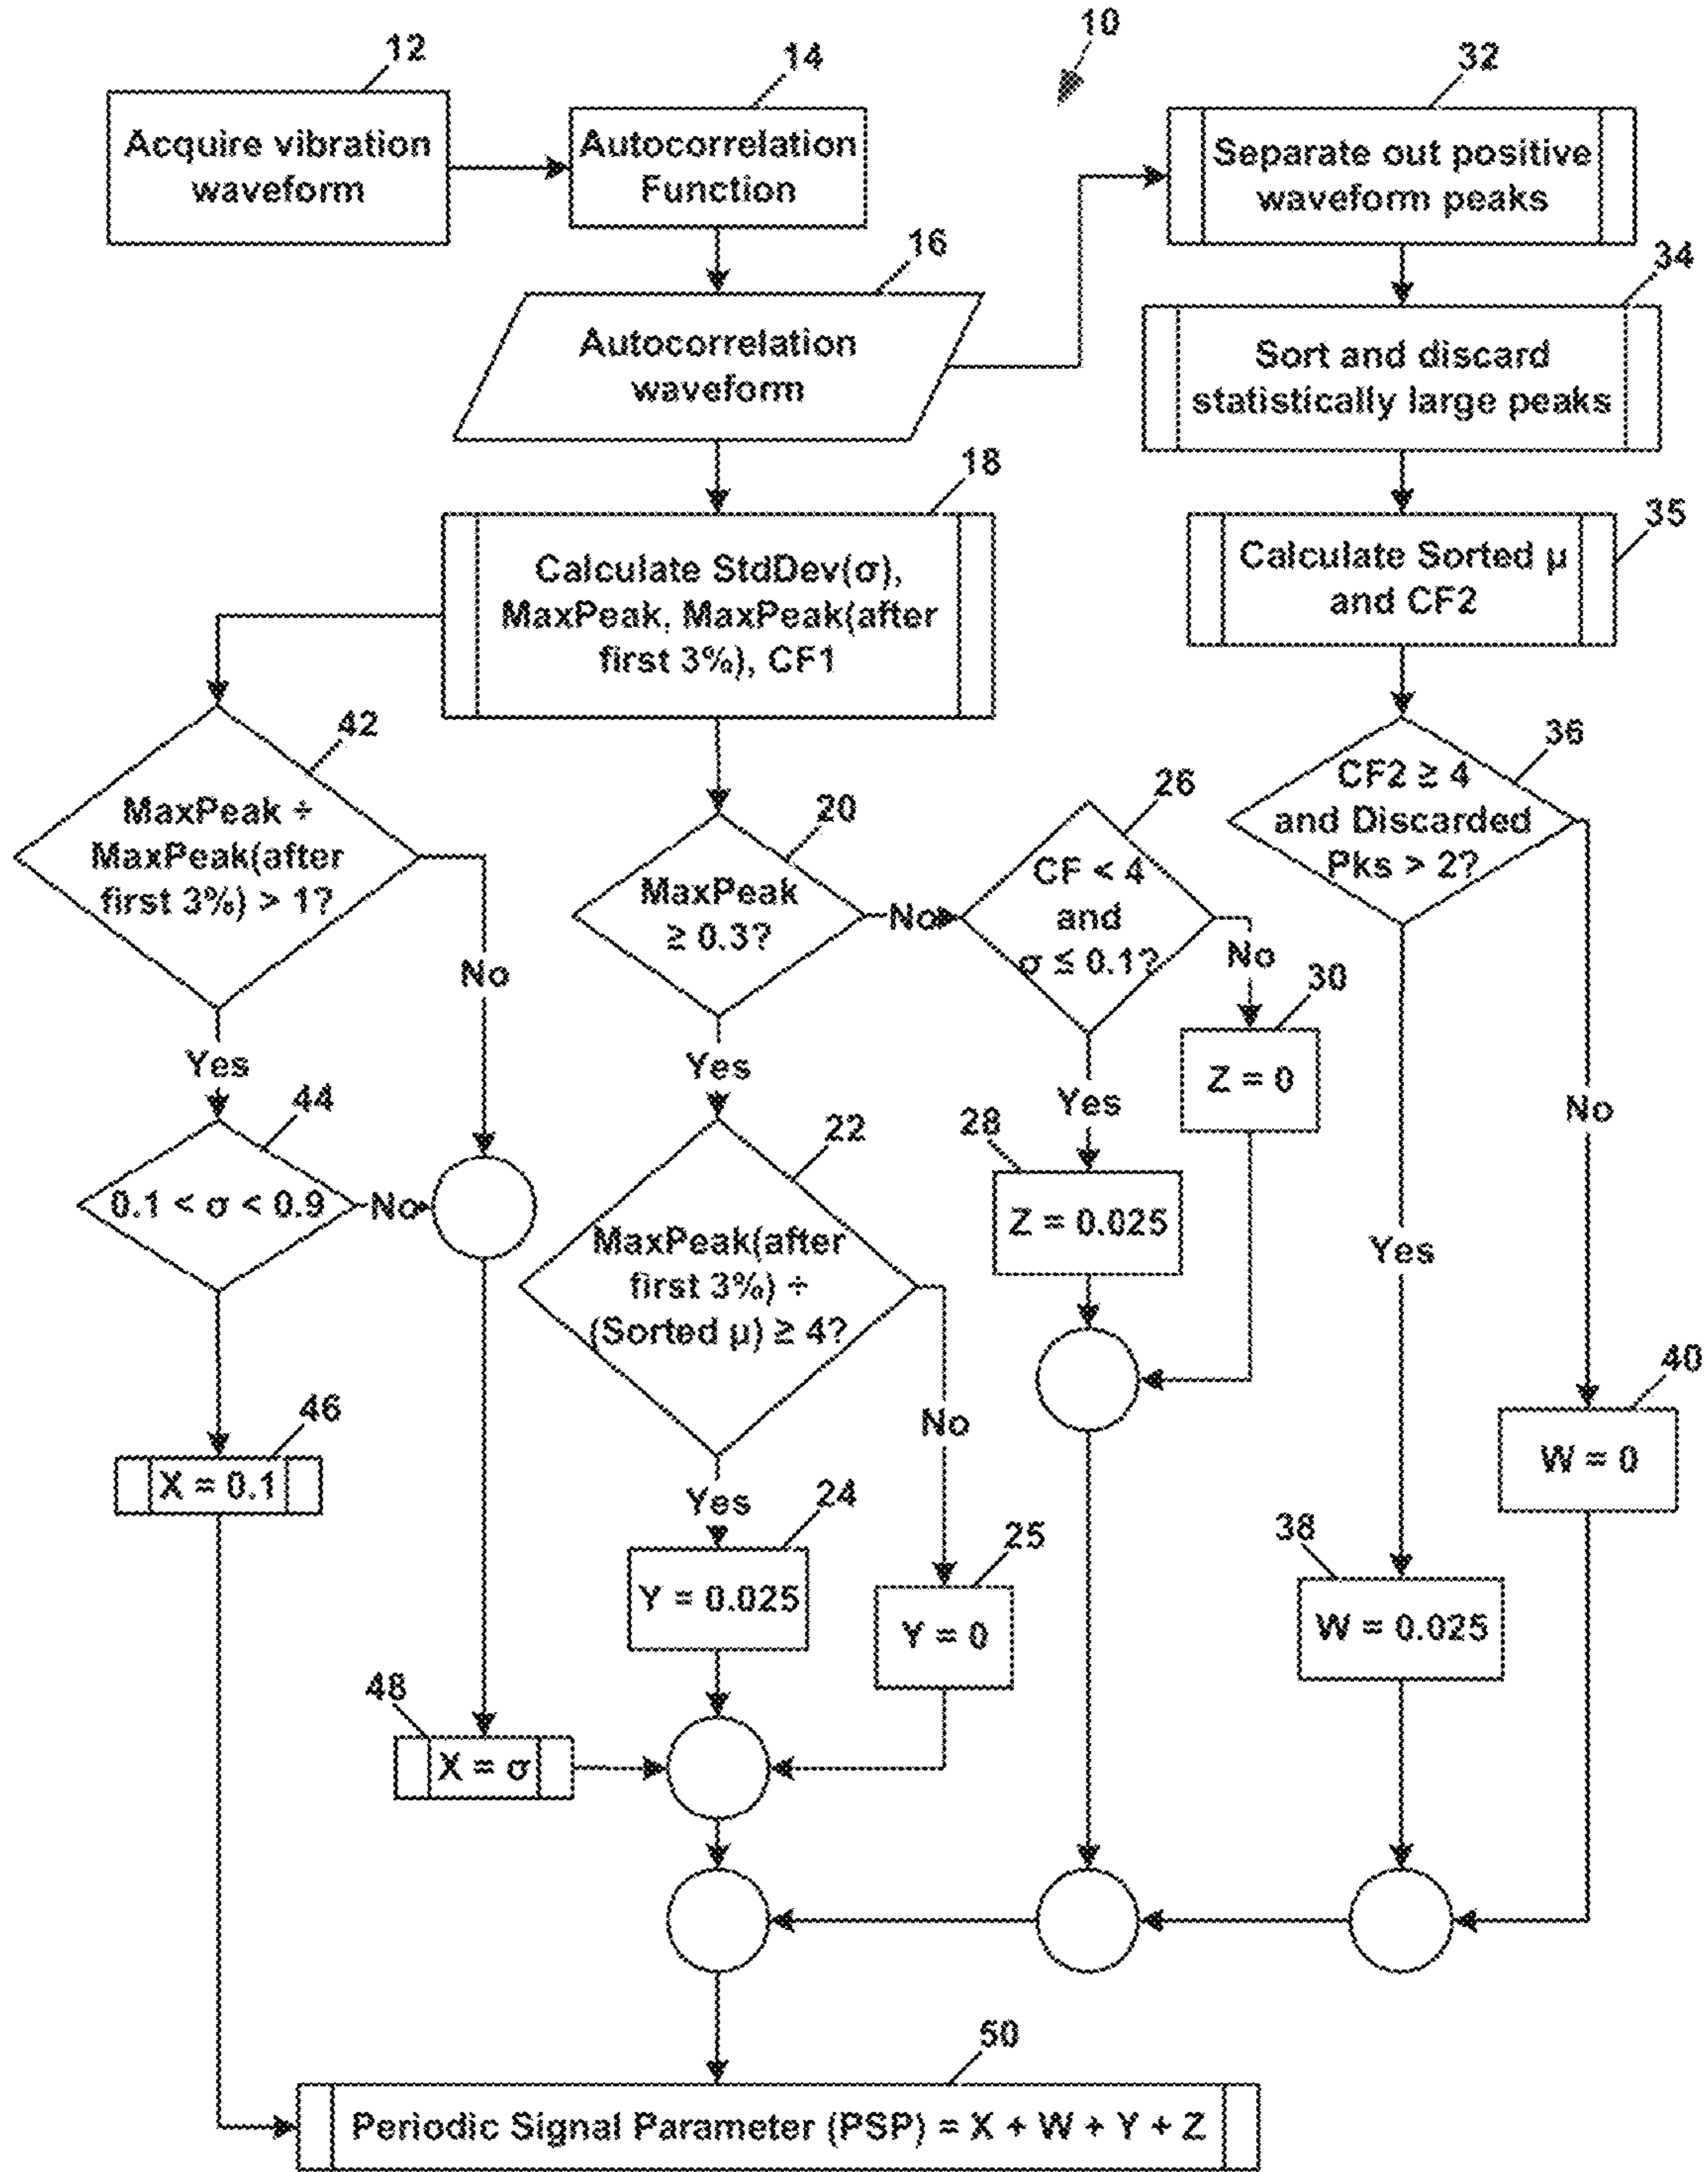 10
12
Acquire vibration
waveform
14
Autocorrelation
Function
16
Autocorrelation
waveform
32
Separate out positive
waveform peaks
34
Sort and discard
statistically large peaks
18
Calculate StdDev(σ),
MaxPeak, MaxPeak(after
first 3%), CF1
35
Calculate Sorted μ
and CF2
42
MaxPeak ÷
MaxPeak(after
first 3%) > 1?
No
Yes
44
0.1 < σ < 0.9
No
46
X = 0.1
48
X = σ
20
MaxPeak
≥ 0.3?
No
Yes
22
MaxPeak(after
first 3%) ÷
(Sorted μ) ≥ 4?
No
Yes
24
Y = 0.025
25
Y = 0
26
CF < 4
and
σ ≤ 0.1?
No
Yes
28
Z = 0.025
30
Z = 0
36
CF2 ≥ 4
and Discarded
Pks > 2?
No
Yes
38
W = 0.025
40
W = 0
50
Periodic Signal Parameter (PSP) = X + W + Y + Z